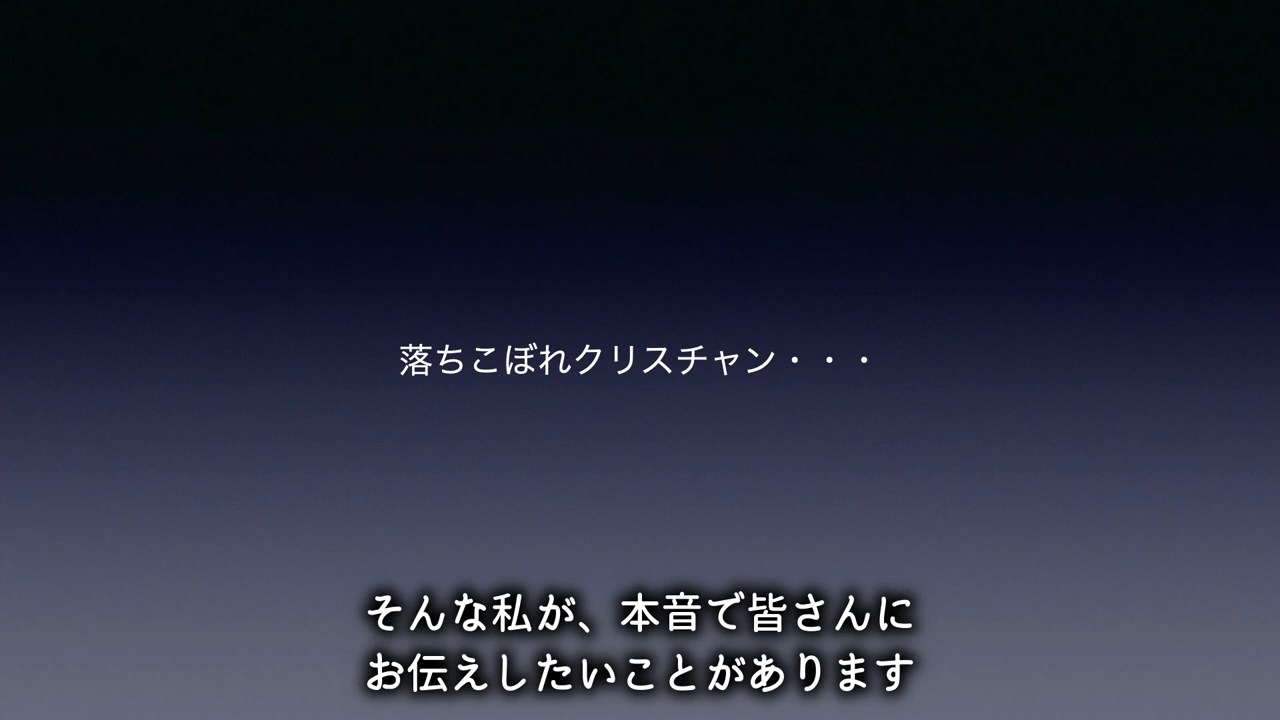 落ちこぼれクリスチャン・・・
そんな私が、本音で皆さんに
お伝えしたいことがあります